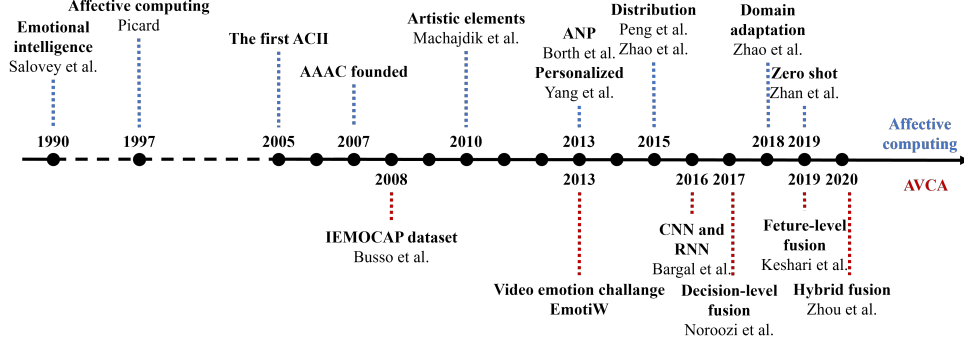 Emotional
intelligence
Salovey et al.
Affective computing
Picard
The first ACII
AAAC founded
Artistic elements
Machajdik et al.
ANP
Borth et al.
Personalized
Yang et al.
Distribution
Peng et al.
Zhao et al.
Domain
adaptation
Zhao et al.
Zero shot
Zhan et al.
1990
1997
2005
2007
2010
2013
2015
2018
2019
Affective
computing
2008
2013
2016
2017
2019
2020
AVCA
IEMOCAP dataset
Busso et al.
Video emotion challange
EmotiW
CNN and
RNN
Bargal et al.
Decision-level
fusion
Noroozi et al.
Feture-level
fusion
Keshari et al.
Hybrid fusion
Zhou et al.